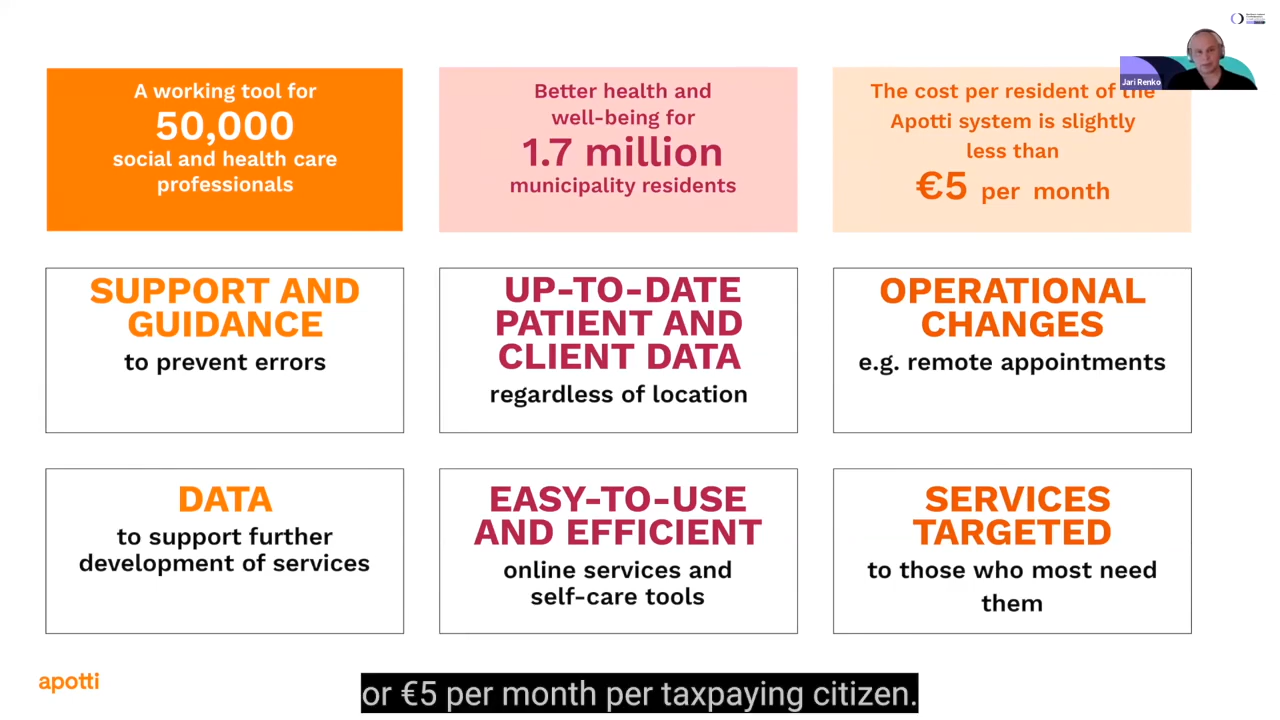 A working tool for
50,000
social and health care
professionals
Better health and
well-being for
1.7 million
municipality residents
The cost per resident of the
Apotti system is slightly
less than
€5 per month
Jari Renko
SUPPORT AND
GUIDANCE
to prevent errors
UP-TO-DATE
PATIENT AND
CLIENT DATA
regardless of location
OPERATIONAL
CHANGES
e.g. remote appointments
DATA
to support further
development of services
EASY-TO-USE
AND EFFICIENT
online services and
self-care tools
SERVICES
TARGETED
to those who most need
them
apotti
or €5 per month per taxpaying citizen.